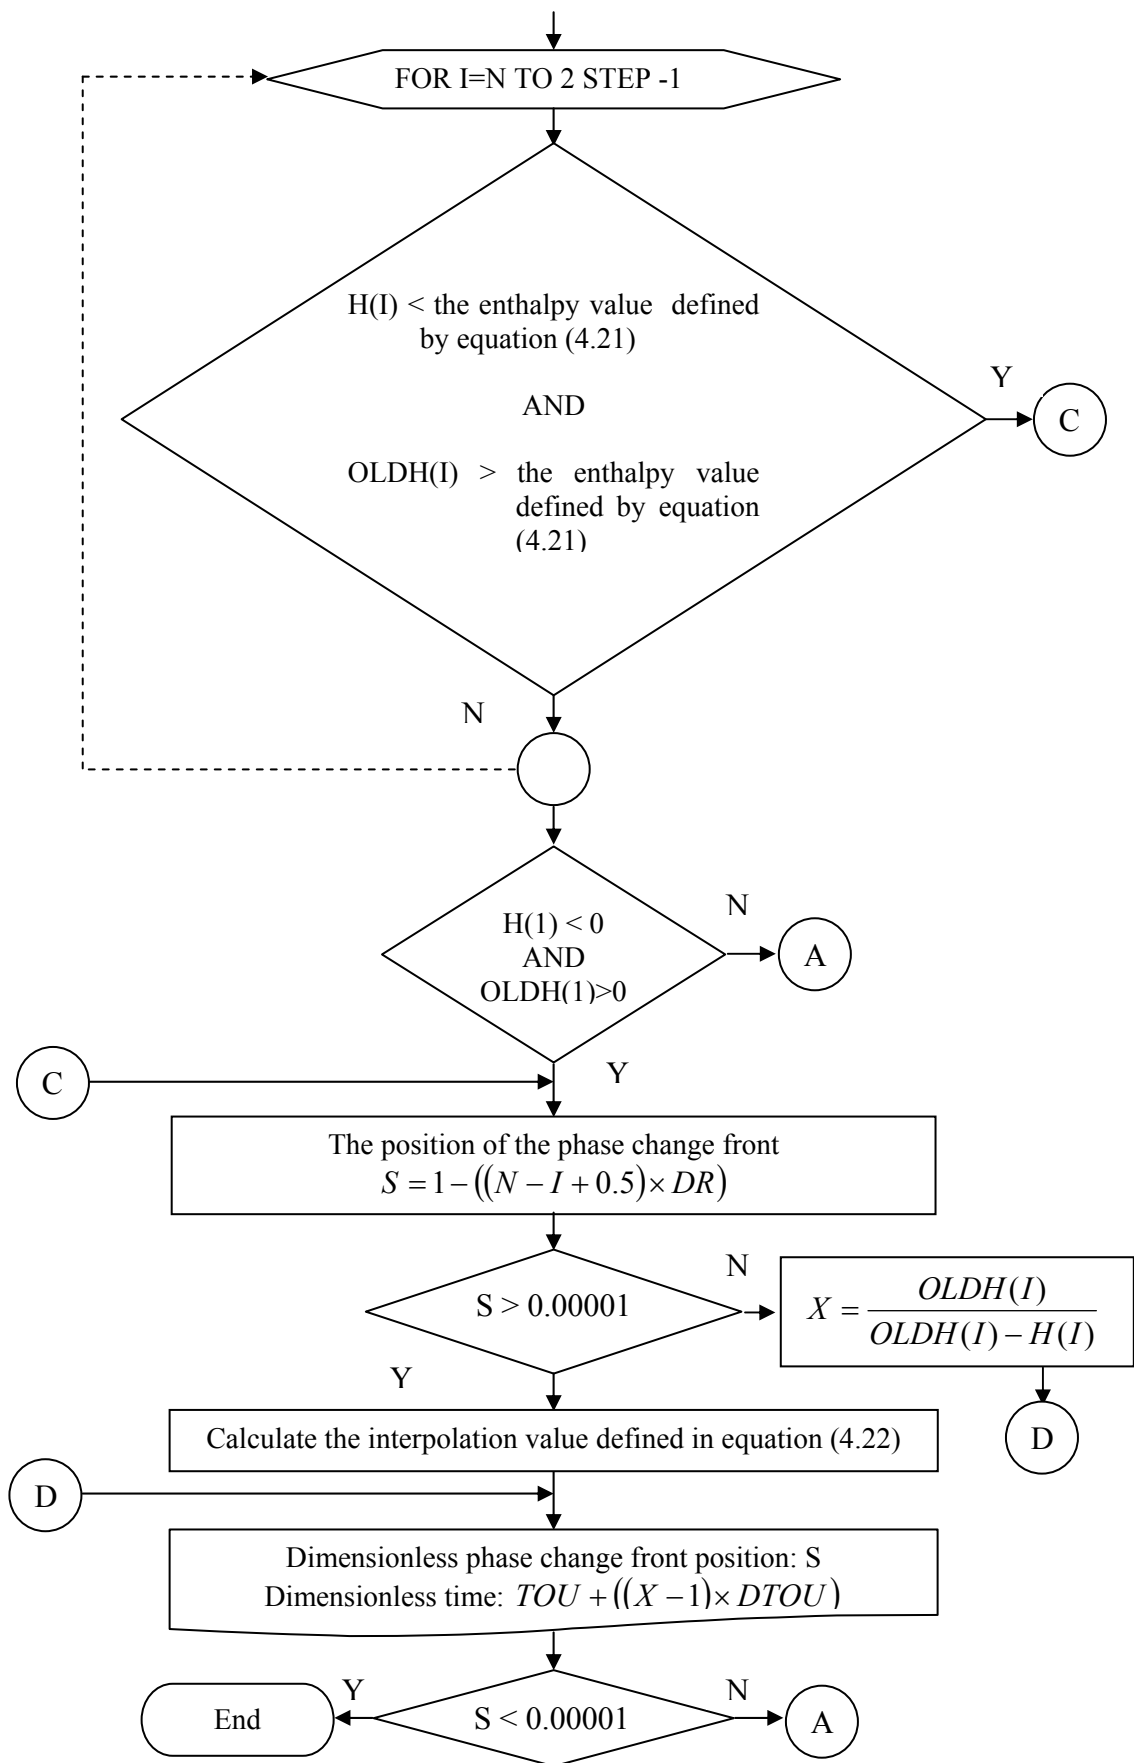 FOR I=N TO 2 STEP -1
H(I) < the enthalpy value defined
by equation (4.21)
AND
OLDH(I) > the enthalpy value
defined by equation
(4.21)
Y
C
N
H(1) < 0
AND
OLDH(1)>0
N
A
C
Y
The position of the phase change front
S = 1 − ((N − I + 0.5) × DR)
S > 0.00001
N
X = OLDH(I) / OLDH(I) − H(I)
Y
D
Calculate the interpolation value defined in equation (4.22)
D
Dimensionless phase change front position: S
Dimensionless time: TOU + ((X − 1) × DTOU)
End
Y
S < 0.00001
N
A